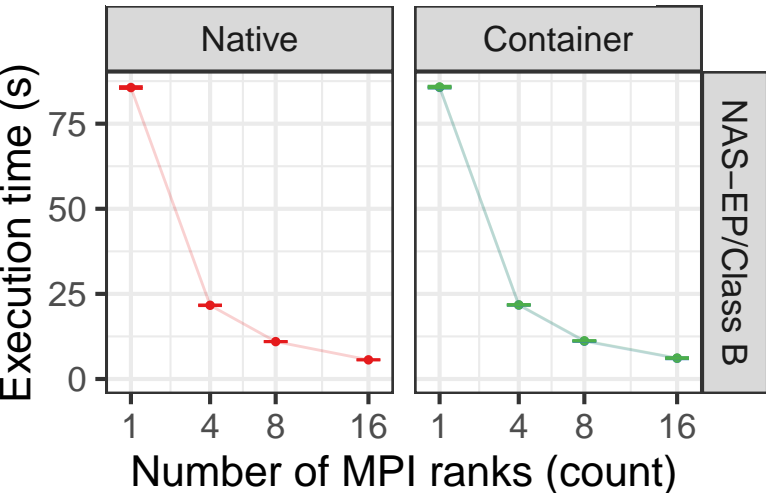 Native
Container
Execution time (s)
75
50
25
0
NAS−EP/Class B
1 4 8 16
1 4 8 16
Number of MPI ranks (count)